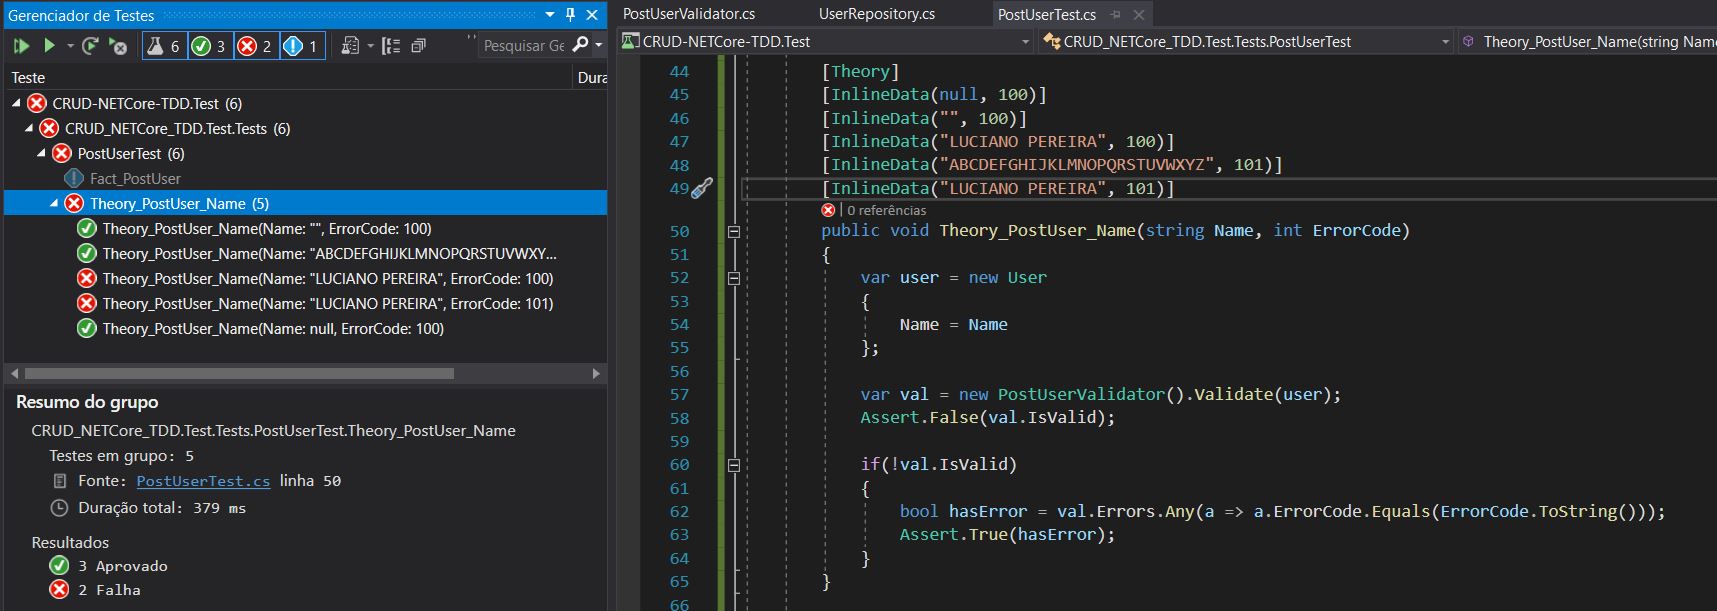 Gerenciador de Testes
6 3 2 1 Pesquisar Ge
Teste Dura
CRUD-NETCore-TDD.Test (6)
CRUD_NETCore_TDD.Test.Tests (6)
PostUserTest (6)
Fact_PostUser
Theory_PostUser_Name (5)
Theory_PostUser_Name(Name: "", ErrorCode: 100)
Theory_PostUser_Name(Name: "ABCDEFGHIJKLMNOPQRSTUVWXY...
Theory_PostUser_Name(Name: "LUCIANO PEREIRA", ErrorCode: 100)
Theory_PostUser_Name(Name: "LUCIANO PEREIRA", ErrorCode: 101)
Theory_PostUser_Name(Name: null, ErrorCode: 100)
Resumo do grupo
CRUD_NETCore_TDD.Test.Tests.PostUserTest.Theory_PostUser_Name
Testes em grupo: 5
Fonte: PostUserTest.cs linha 50
Duração total: 379 ms
Resultados
3 Aprovado
2 Falha
PostUserValidator.cs UserRepository.cs PostUserTest.cs
CRUD-NETCore-TDD.Test CRUD_NETCore_TDD.Test.Tests.PostUserTest Theory_PostUser_Name(string Name
44 [Theory]
45 [InlineData(null, 100)]
46 [InlineData("", 100)]
47 [InlineData("LUCIANO PEREIRA", 100)]
48 [InlineData("ABCDEFGHIJKLMNOPQRSTUVWXYZ", 101)]
49 [InlineData("LUCIANO PEREIRA", 101)]
| 0 referências
50 public void Theory_PostUser_Name(string Name, int ErrorCode)
51 {
52 var user = new User
53 {
54 Name = Name
55 };
56
57 var val = new PostUserValidator().Validate(user);
58 Assert.False(val.IsValid);
59
60 if(!val.IsValid)
61 {
62 bool hasError = val.Errors.Any(a => a.ErrorCode.Equals(ErrorCode.ToString()));
63 Assert.True(hasError);
64 }
65 }
66